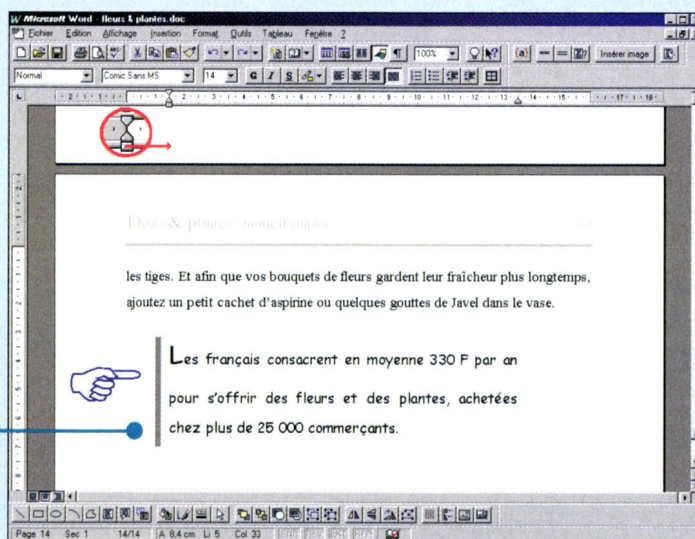 Microsoft Word - fleurs & plantes.doc
Fichier Edition Affichage Insertion Format Outils Tableau Fenêtre ?
100% Insérer image
Normal Comic Sans MS 14 G I S
Fleurs & plantes : mode d'emploi
les tiges. Et afin que vos bouquets de fleurs gardent leur fraîcheur plus longtemps,
ajoutez un petit cachet d'aspirine ou quelques gouttes de Javel dans le vase.
Les français consacrent en moyenne 330 F par an
pour s'offrir des fleurs et des plantes, achetées
chez plus de 25 000 commerçants.
Page 14 Sec 1 14/14 A 8,4 cm Li 5 Col 33